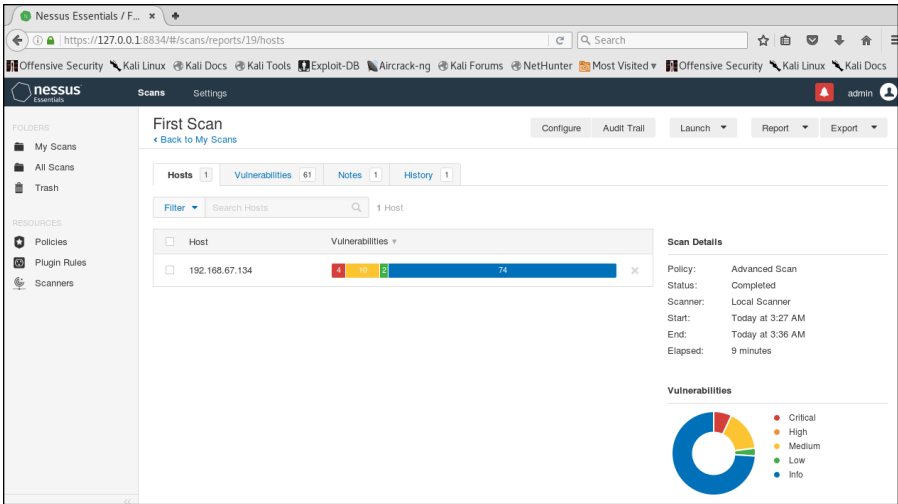 Nessus Essentials / F... × +
https://127.0.0.1:8834/#/scans/reports/19/hosts Search
Offensive Security Kali Linux Kali Docs Kali Tools Exploit-DB Aircrack-ng Kali Forums NetHunter Most Visited Offensive Security Kali Linux Kali Docs
nessus Essentials Scans Settings admin
FOLDERS
My Scans
All Scans
Trash
RESOURCES
Policies
Plugin Rules
Scanners
First Scan
Back to My Scans
Configure Audit Trail Launch Report Export
Hosts 1 Vulnerabilities 61 Notes 1 History 1
Filter Search Hosts 1 Host
Host Vulnerabilities
192.168.67.134 4 10 2 74 ×
Scan Details
Policy: Advanced Scan
Status: Completed
Scanner: Local Scanner
Start: Today at 3:27 AM
End: Today at 3:36 AM
Elapsed: 9 minutes
Vulnerabilities
Critical
High
Medium
Low
Info